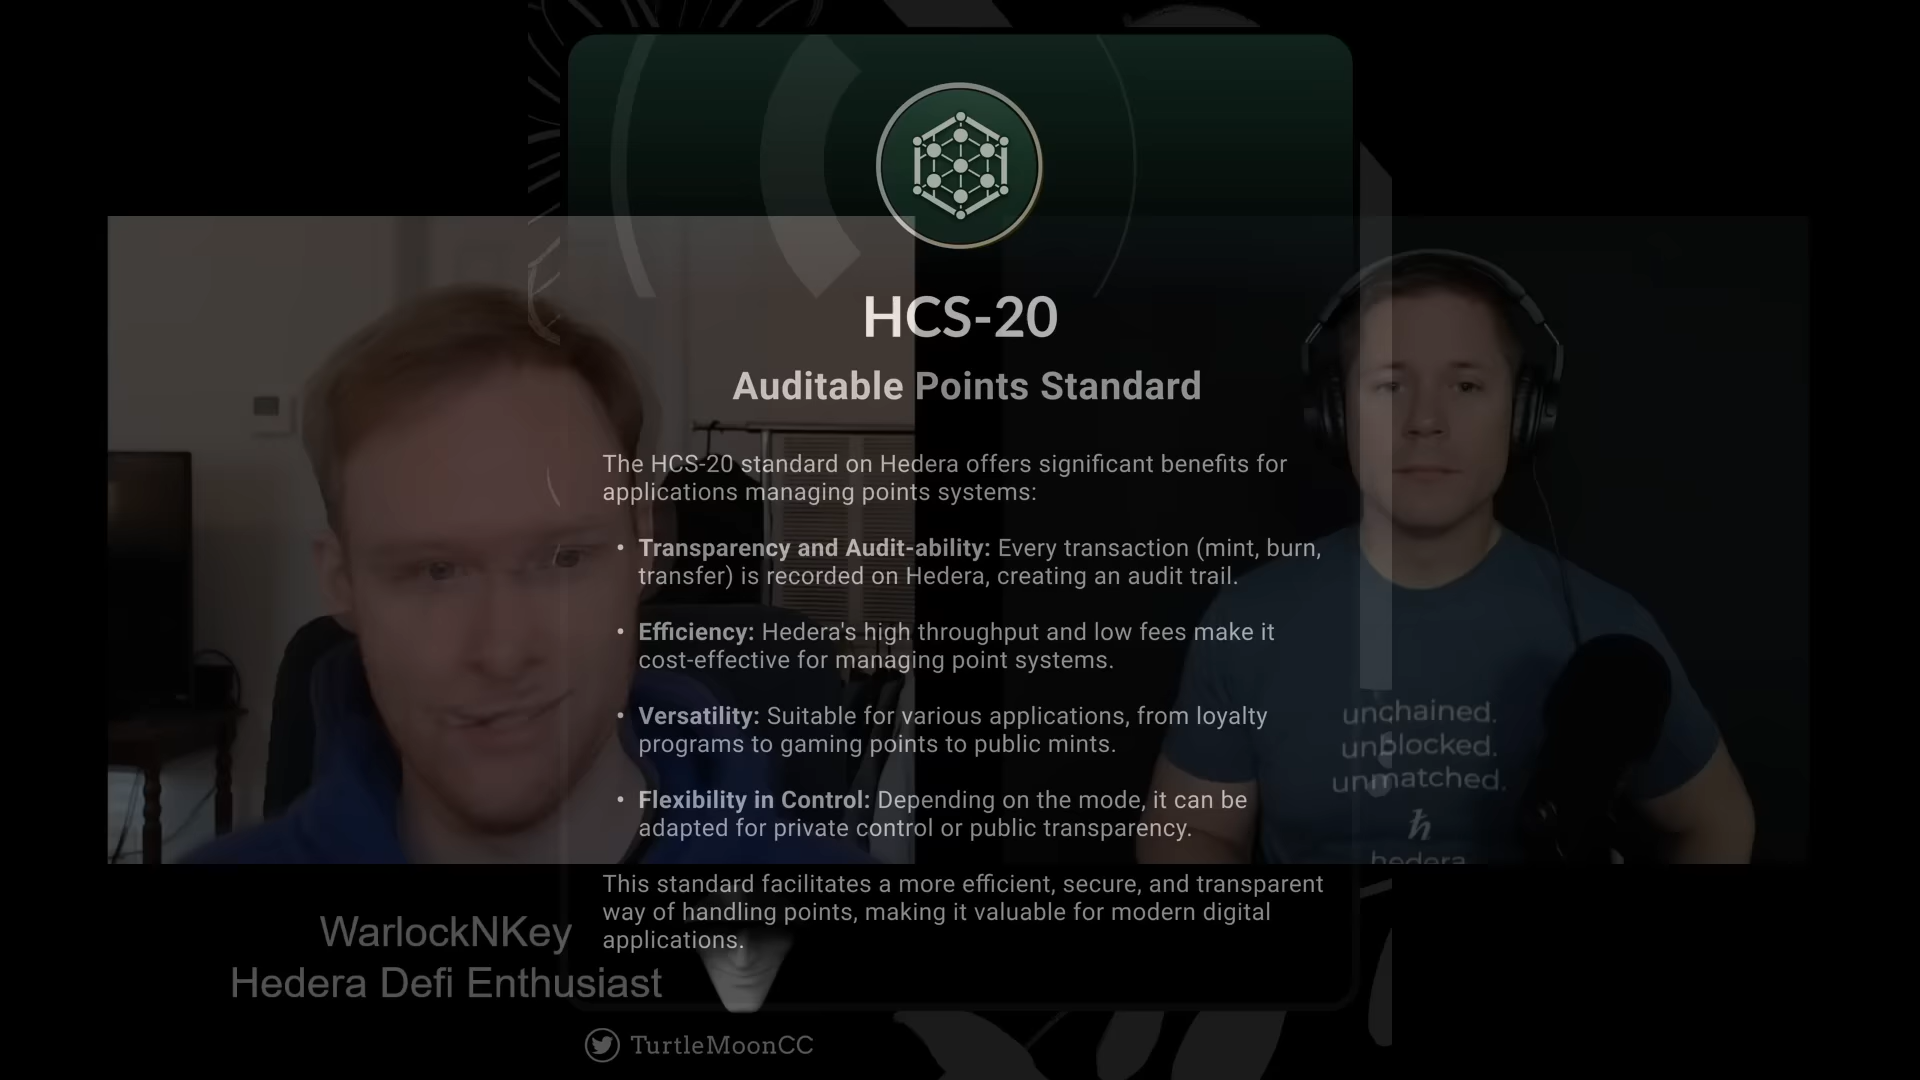 HCS-20
Auditable Points Standard
The HCS-20 standard on Hedera offers significant benefits for
applications managing points systems:
• Transparency and Audit-ability: Every transaction (mint, burn,
transfer) is recorded on Hedera, creating an audit trail.
• Efficiency: Hedera's high throughput and low fees make it
cost-effective for managing point systems.
• Versatility: Suitable for various applications, from loyalty
programs to gaming points to public mints.
• Flexibility in Control: Depending on the mode, it can be
adapted for private control or public transparency.
This standard facilitates a more efficient, secure, and transparent
way of handling points, making it valuable for modern digital
applications.
unchained.
unblocked.
unmatched.
ℏ
hedera
WarlockNKey
Hedera Defi Enthusiast
TurtleMoonCC